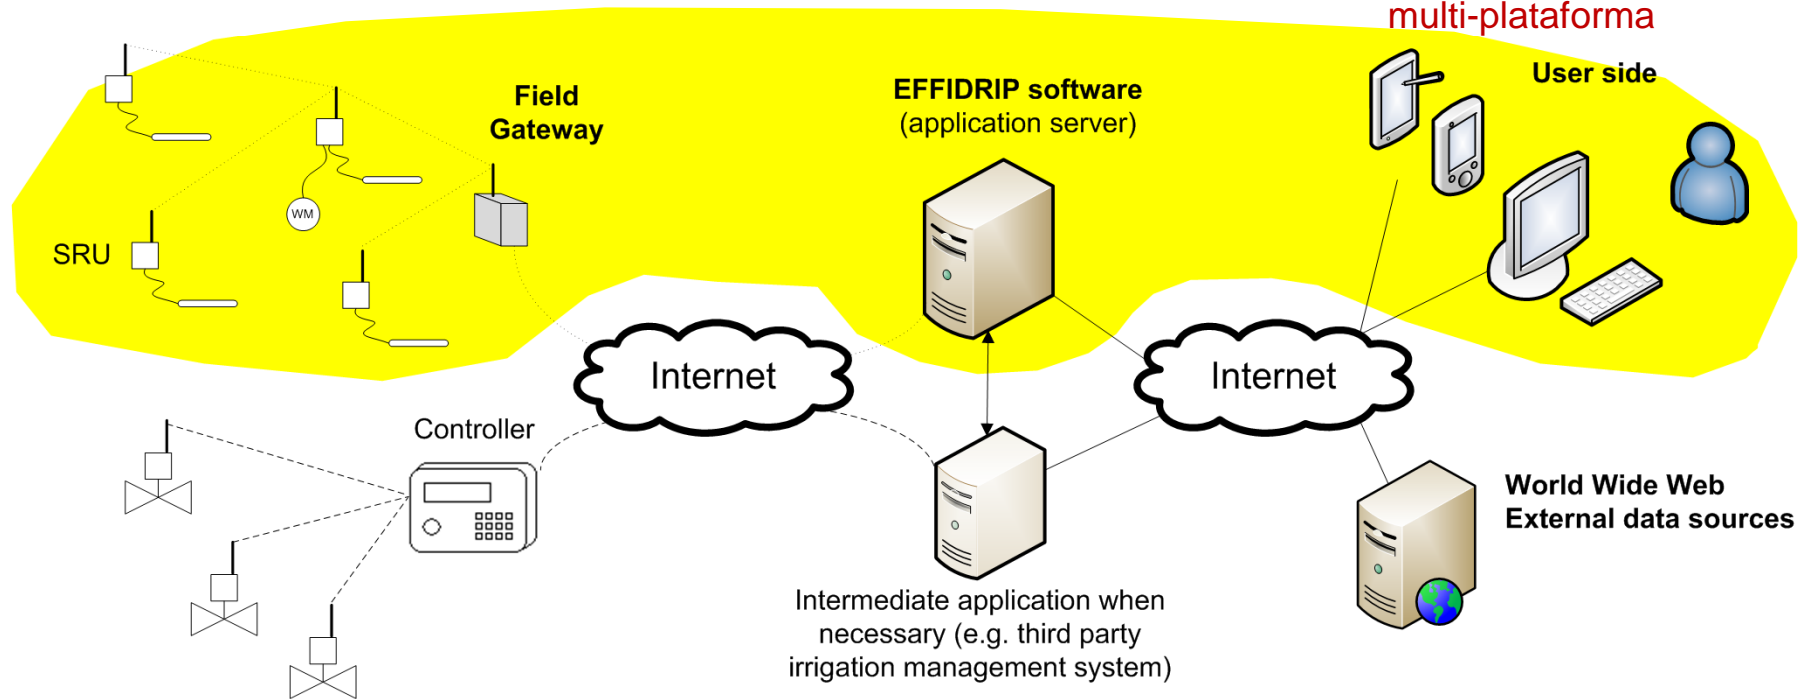 multi-plataforma
User side
EFFIDRIP software
(application server)
Field
Gateway
WM
SRU
Internet
Internet
Controller
World Wide Web
External data sources
Intermediate application when
necessary (e.g. third party
irrigation management system)